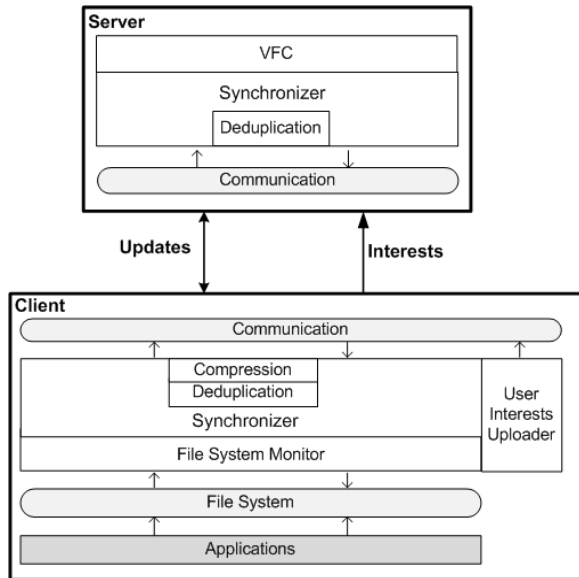 Server
VFC
Synchronizer
Deduplication
Communication
Updates
Interests
Client
Communication
Compression
Deduplication
Synchronizer
User
Interests
Uploader
File System Monitor
File System
Applications